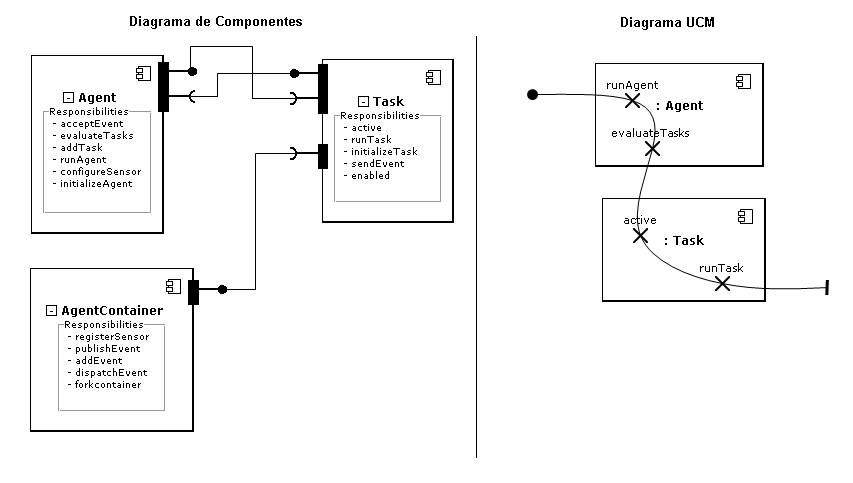 Diagrama de Componentes
Agent
Responsibilities
- acceptEvent
- evaluateTasks
- addTask
- runAgent
- configureSensor
- initializeAgent
Task
Responsibilities
- active
- runTask
- initializeTask
- sendEvent
- enabled
AgentContainer
Responsibilities
- registerSensor
- publishEvent
- addEvent
- dispatchEvent
- forkcontainer
Diagrama UCM
runAgent
: Agent
evaluateTasks
active
: Task
runTask